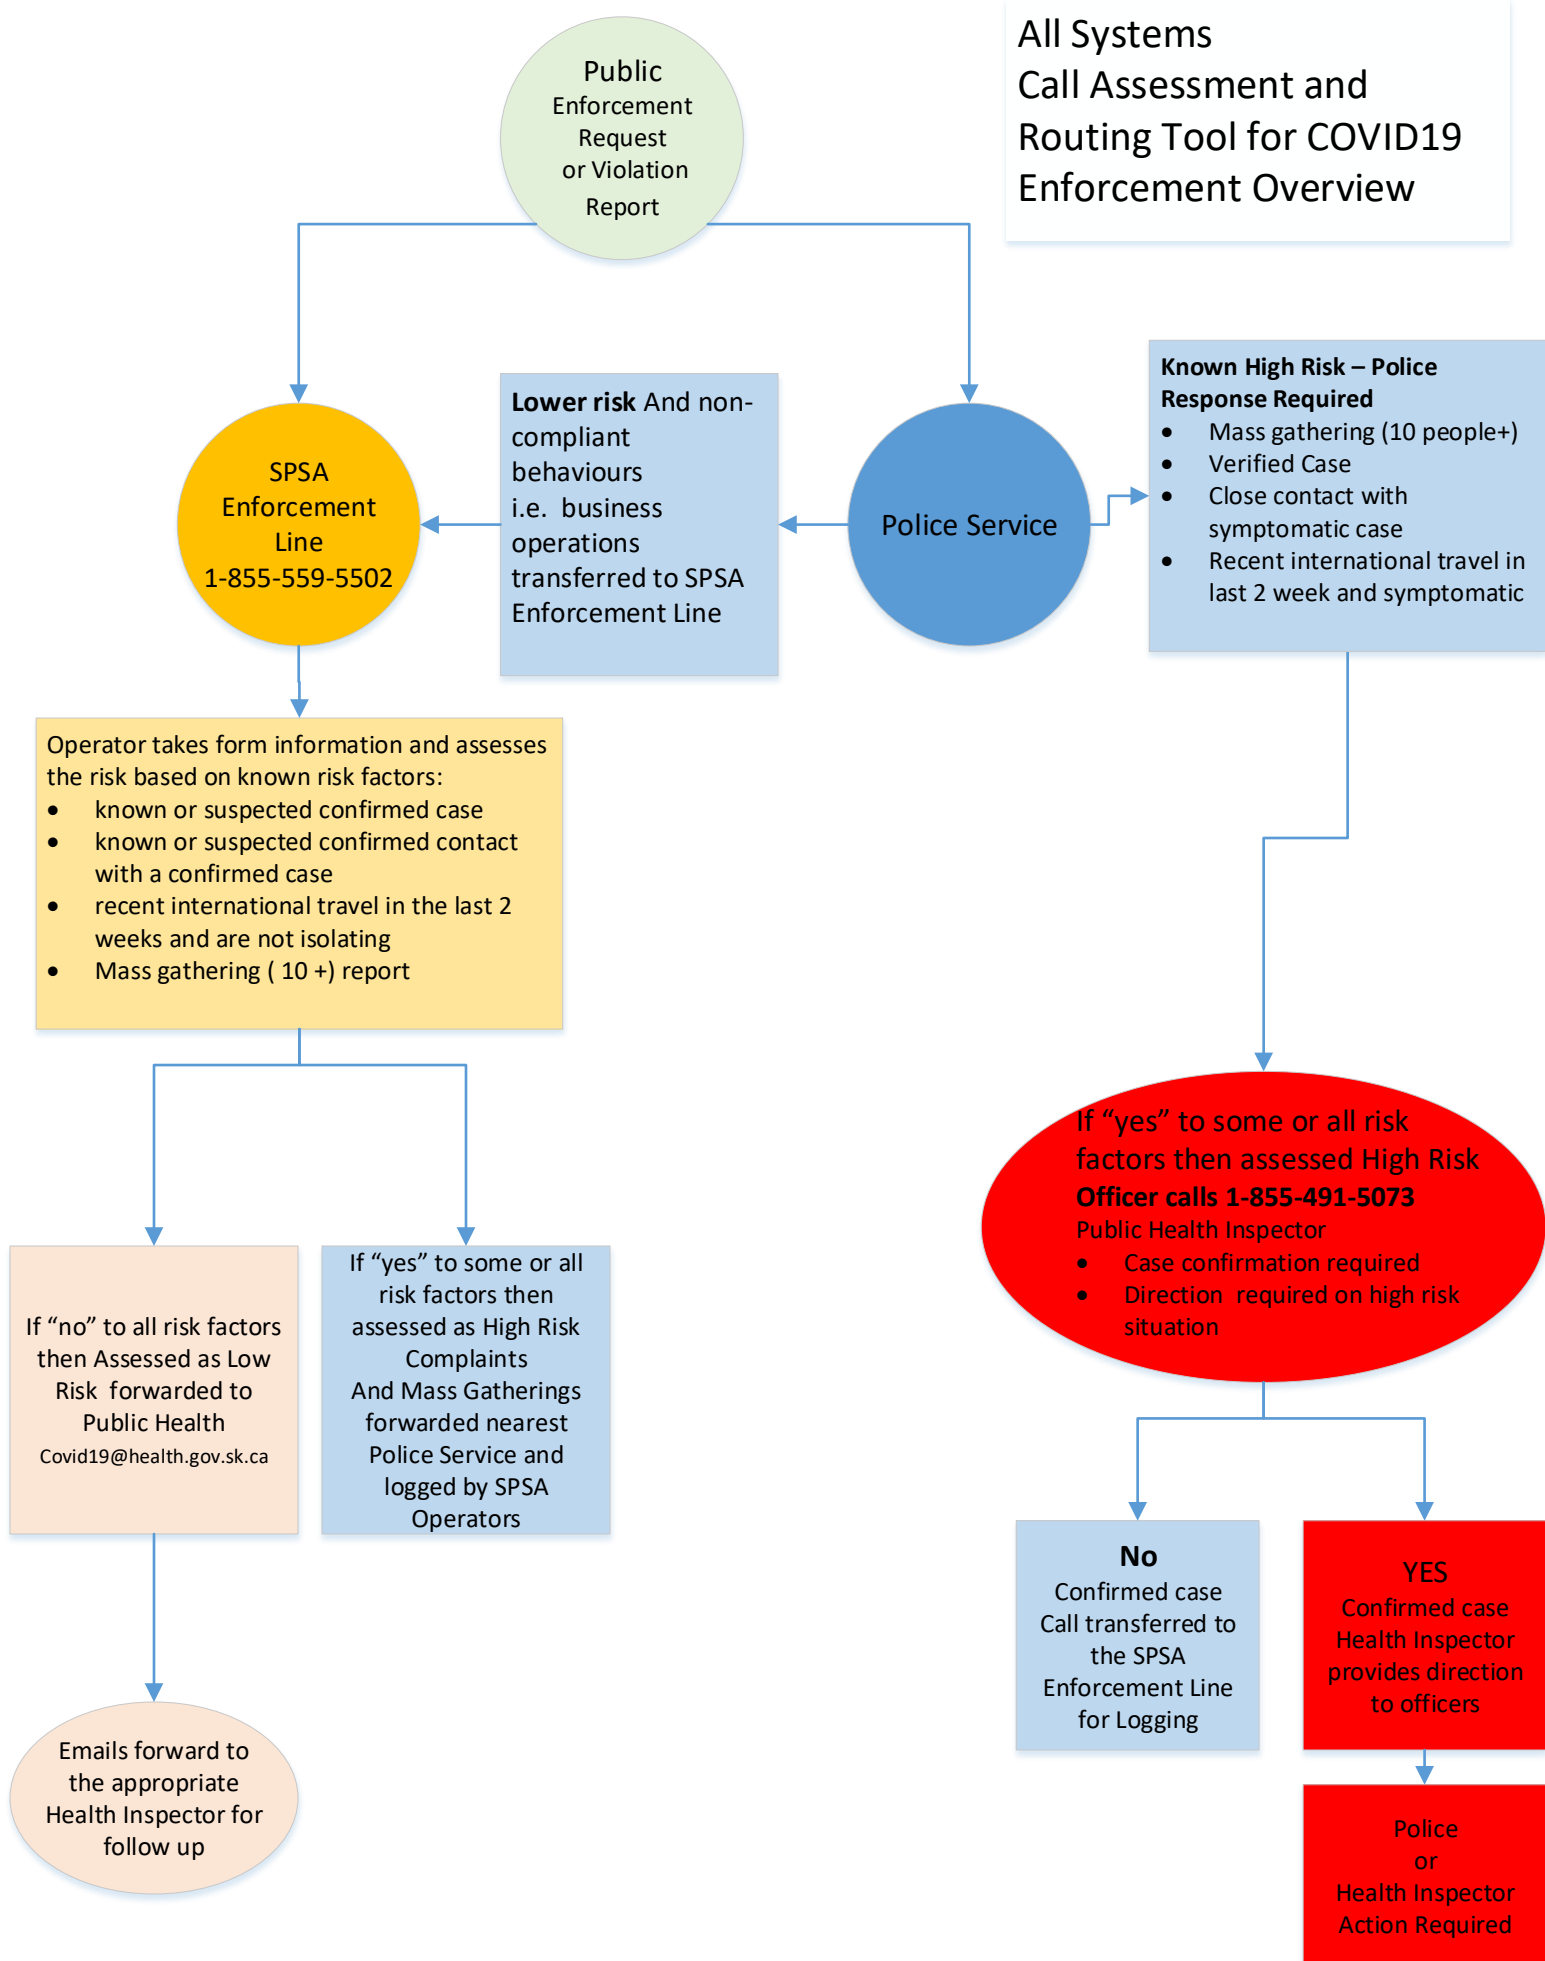 All Systems
Call Assessment and
Routing Tool for COVID19
Enforcement Overview
Public
Enforcement
Request
or Violation
Report
Known High Risk – Police
Response Required
• Mass gathering (10 people+)
• Verified Case
• Close contact with
symptomatic case
• Recent international travel in
last 2 week and symptomatic
Lower risk And non-
compliant
behaviours
i.e. business
operations
transferred to SPSA
Enforcement Line
SPSA
Enforcement
Line
1-855-559-5502
Police Service
Operator takes form information and assesses
the risk based on known risk factors:
• known or suspected confirmed case
• known or suspected confirmed contact
with a confirmed case
• recent international travel in the last 2
weeks and are not isolating
• Mass gathering ( 10 +) report
If “yes” to some or all risk
factors then assessed High Risk
Officer calls 1-855-491-5073
Public Health Inspector
• Case confirmation required
• Direction required on high risk
situation
If “no” to all risk factors
then Assessed as Low
Risk forwarded to
Public Health
Covid19@health.gov.sk.ca
If “yes” to some or all
risk factors then
assessed as High Risk
Complaints
And Mass Gatherings
forwarded nearest
Police Service and
logged by SPSA
Operators
No
Confirmed case
Call transferred to
the SPSA
Enforcement Line
for Logging
YES
Confirmed case
Health Inspector
provides direction
to officers
Emails forward to
the appropriate
Health Inspector for
follow up
Police
or
Health Inspector
Action Required